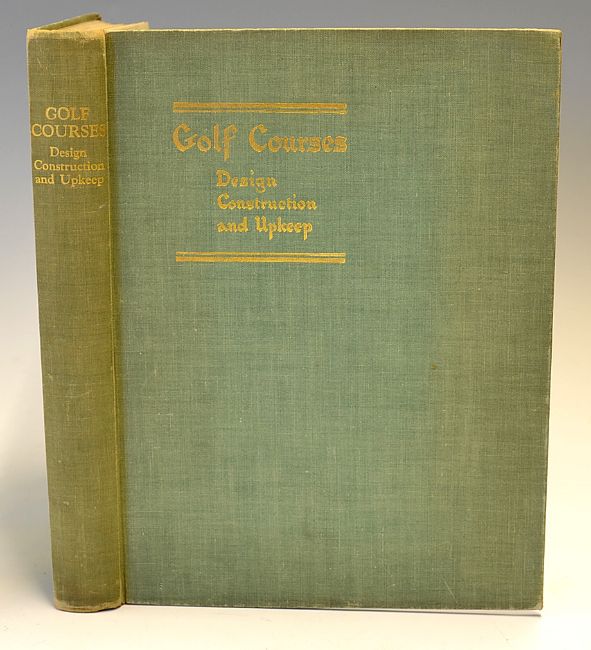 GOLF
COURSES
Design
Construction
and Upkeep
Golf Courses
Design
Construction
and Upkeep